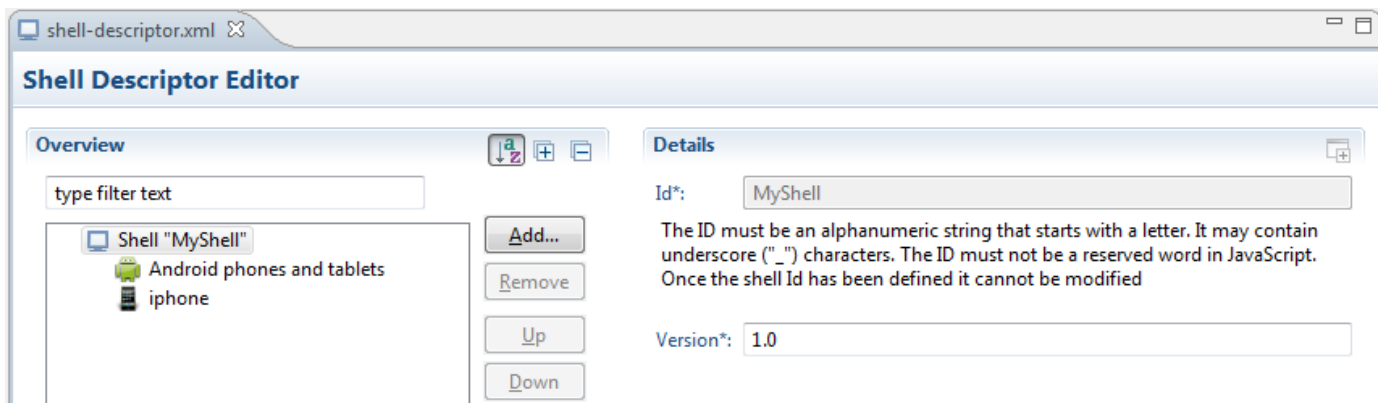 shell-descriptor.xml
Shell Descriptor Editor
Overview
type filter text
Shell "MyShell"
Android phones and tablets
iphone
Add...
Remove
Up
Down
Details
Id*: MyShell
The ID must be an alphanumeric string that starts with a letter. It may contain
underscore ("_") characters. The ID must not be a reserved word in JavaScript.
Once the shell Id has been defined it cannot be modified
Version*: 1.0